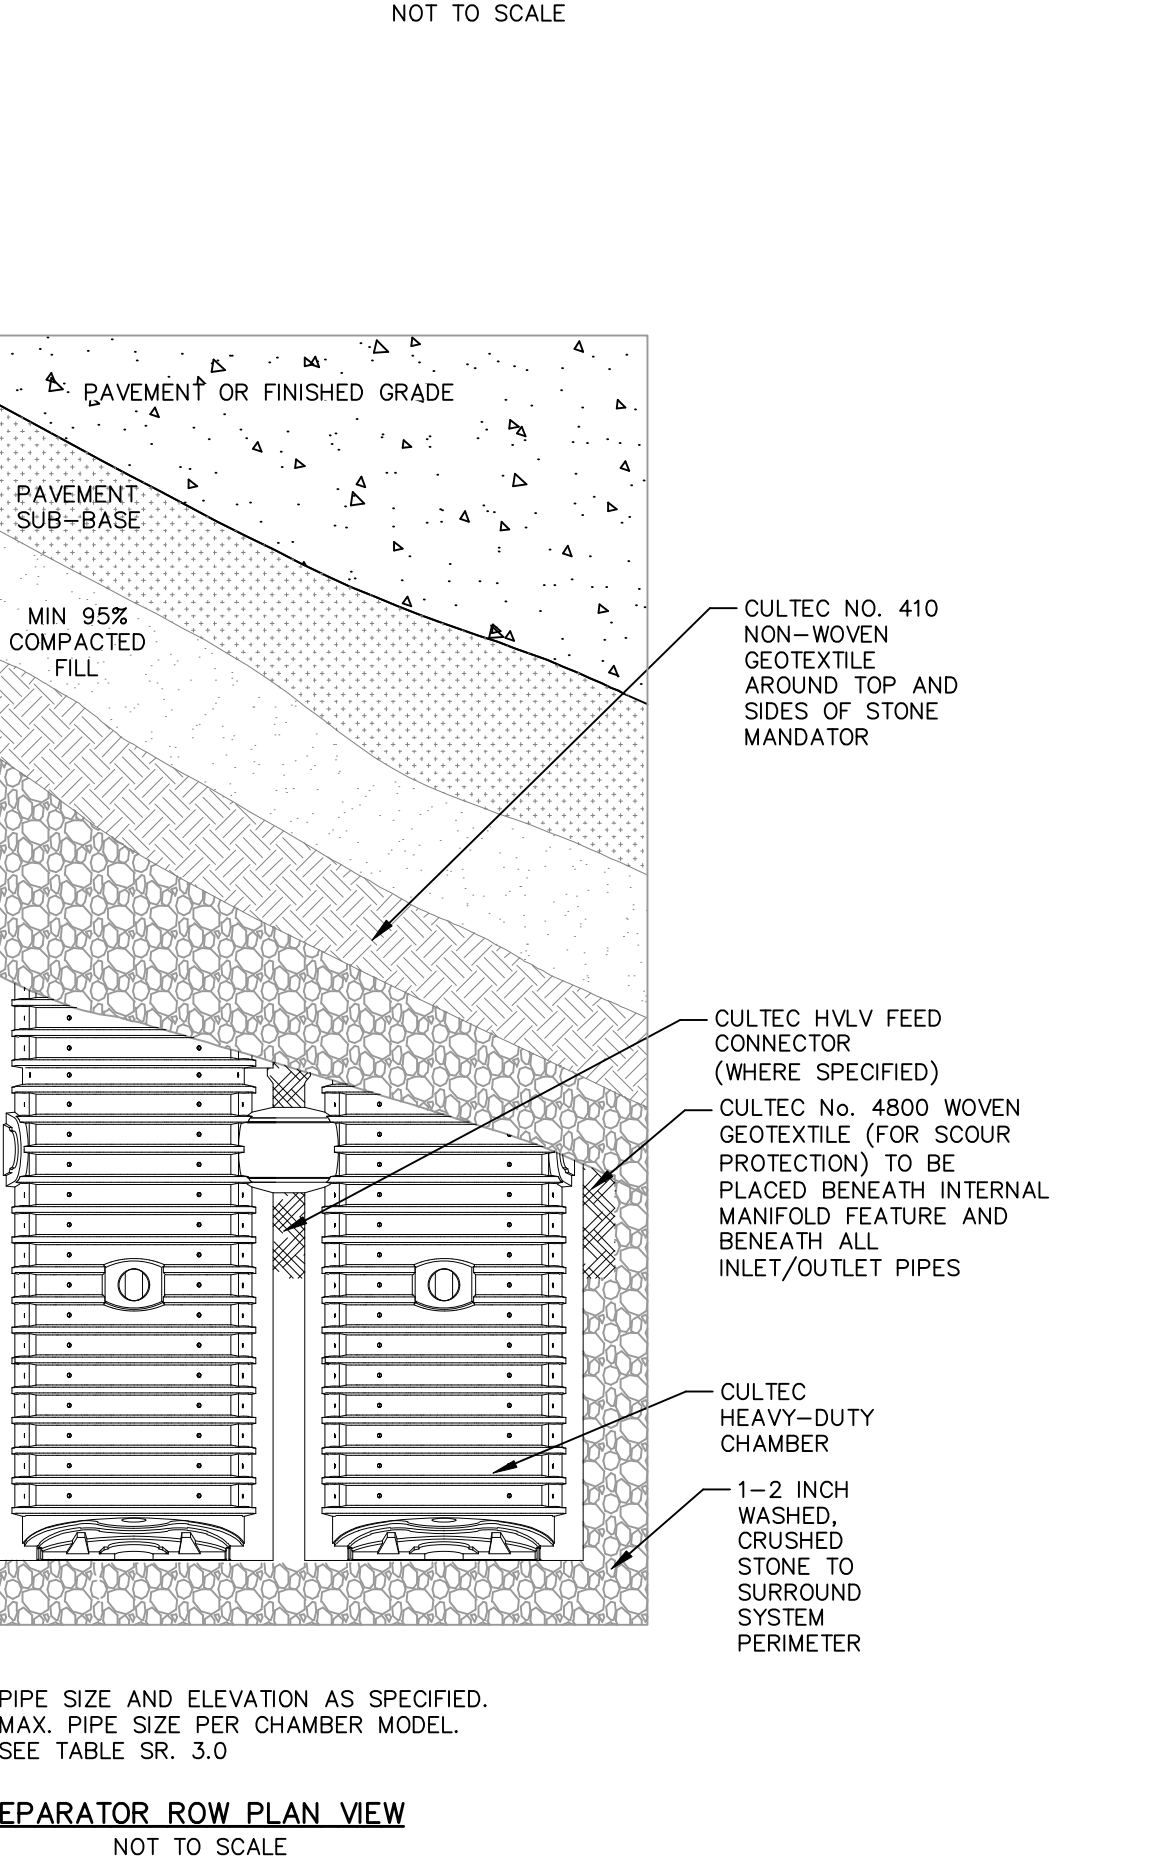 NOT TO SCALE
PAVEMENT OR FINISHED GRADE
PAVEMENT
SUB-BASE
MIN 95%
COMPACTED
FILL
CULTEC NO. 410
NON-WOVEN
GEOTEXTILE
AROUND TOP AND
SIDES OF STONE
MANDATOR
CULTEC HVLV FEED
CONNECTOR
(WHERE SPECIFIED)
CULTEC No. 4800 WOVEN
GEOTEXTILE (FOR SCOUR
PROTECTION) TO BE
PLACED BENEATH INTERNAL
MANIFOLD FEATURE AND
BENEATH ALL
INLET/OUTLET PIPES
CULTEC
HEAVY-DUTY
CHAMBER
1-2 INCH
WASHED,
CRUSHED
STONE TO
SURROUND
SYSTEM
PERIMETER
PIPE SIZE AND ELEVATION AS SPECIFIED.
MAX. PIPE SIZE PER CHAMBER MODEL.
SEE TABLE SR. 3.0
EPARATOR ROW PLAN VIEW
NOT TO SCALE